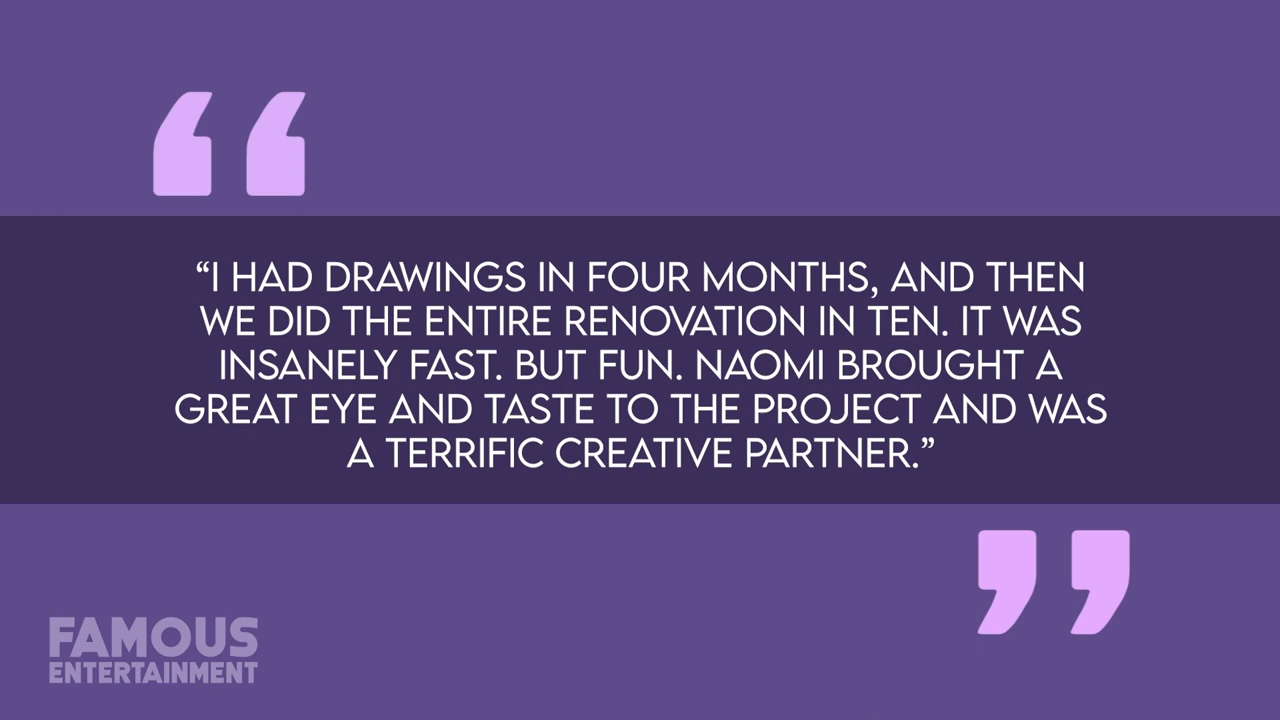 “I HAD DRAWINGS IN FOUR MONTHS, AND THEN
WE DID THE ENTIRE RENOVATION IN TEN. IT WAS
INSANELY FAST. BUT FUN. NAOMI BROUGHT A
GREAT EYE AND TASTE TO THE PROJECT AND WAS
A TERRIFIC CREATIVE PARTNER.”
FAMOUS
ENTERTAINMENT